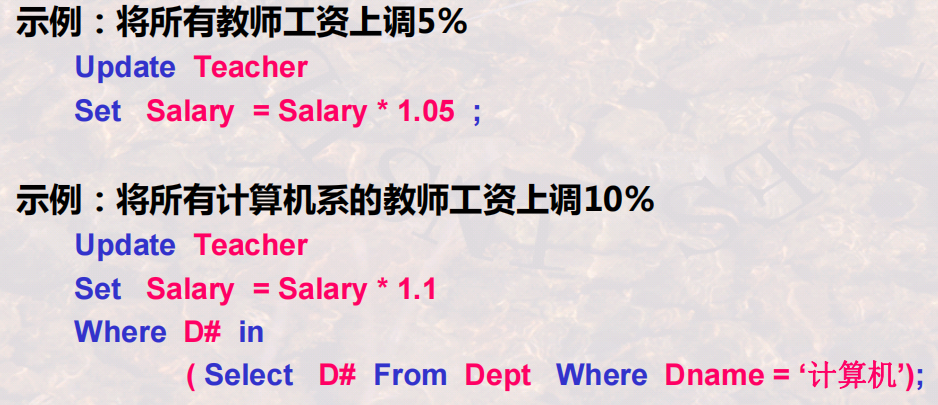 示例：将所有教师工资上调5%
Update Teacher
Set Salary = Salary * 1.05 ;
示例：将所有计算机系的教师工资上调10%
Update Teacher
Set Salary = Salary * 1.1
Where D# in
( Select D# From Dept Where Dname = ‘计算机’);